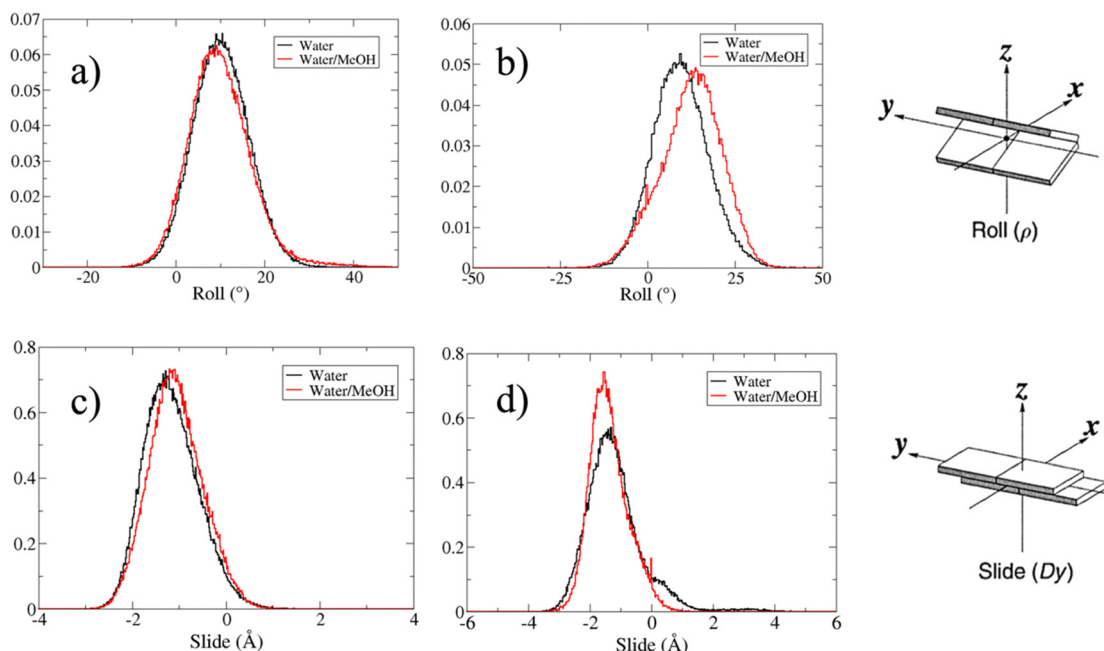 a)
0.07
0.06
0.05
0.04
0.03
0.02
0.01
0
-20 0 20 40
Roll (°)
Water
Water/MeOH
b)
0.06
0.05
0.04
0.03
0.02
0.01
0
-50 -25 0 25 50
Roll (°)
Water
Water/MeOH
z
x
y
Roll (ρ)
c)
0.8
0.6
0.4
0.2
0
-4 -2 0 2 4
Slide (Å)
Water
Water/MeOH
d)
0.8
0.6
0.4
0.2
0
-6 -4 -2 0 2 4 6
Slide (Å)
Water
Water/MeOH
z
x
y
Slide (Dy)